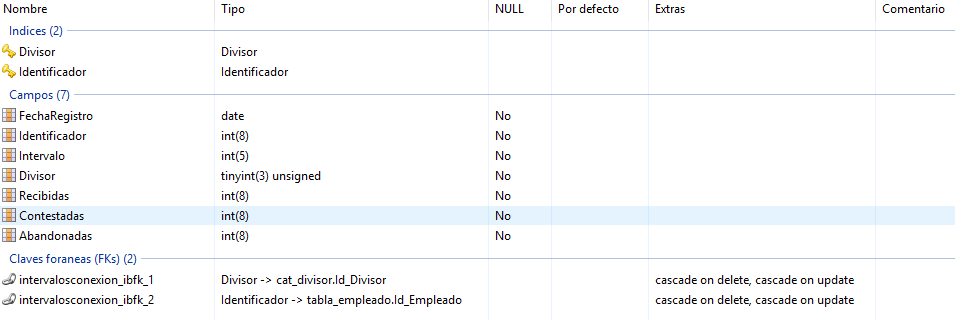 Nombre Tipo NULL Por defecto Extras Comentario
Indices (2)
Divisor Divisor
Identificador Identificador
Campos (7)
FechaRegistro date No
Identificador int(8) No
Intervalo int(5) No
Divisor tinyint(3) unsigned No
Recibidas int(8) No
Contestadas int(8) No
Abandonadas int(8) No
Claves foraneas (FKs) (2)
intervalosconexion_ibfk_1 Divisor -> cat_divisor.Id_Divisor cascade on delete, cascade on update
intervalosconexion_ibfk_2 Identificador -> tabla_empleado.Id_Empleado cascade on delete, cascade on update